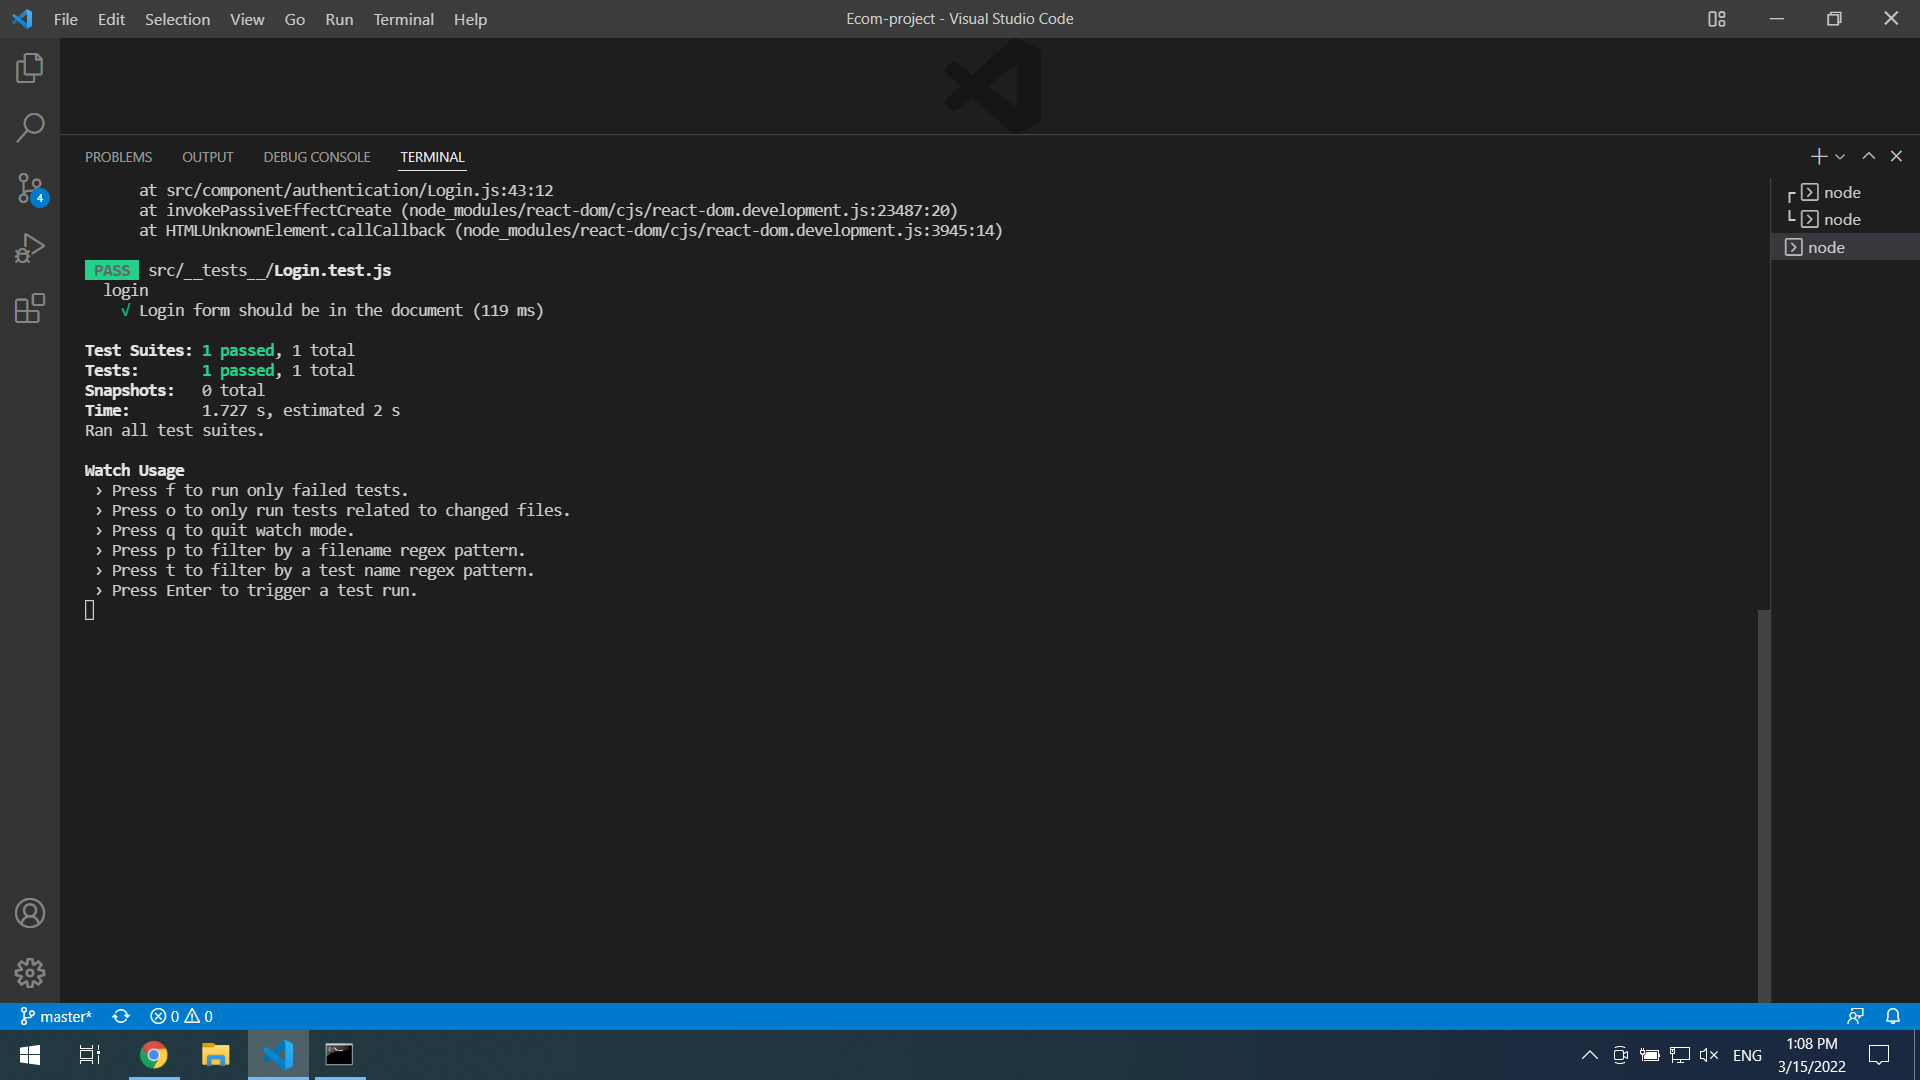 File Edit Selection View Go Run Terminal Help
Ecom-project - Visual Studio Code
4
PROBLEMS OUTPUT DEBUG CONSOLE TERMINAL
at src/component/authentication/Login.js:43:12
at invokePassiveEffectCreate (node_modules/react-dom/cjs/react-dom.development.js:23487:20)
at HTMLUnknownElement.callCallback (node_modules/react-dom/cjs/react-dom.development.js:3945:14)
PASS src/__tests__/Login.test.js
login
√ Login form should be in the document (119 ms)
Test Suites: 1 passed, 1 total
Tests: 1 passed, 1 total
Snapshots: 0 total
Time: 1.727 s, estimated 2 s
Ran all test suites.
Watch Usage
› Press f to run only failed tests.
› Press o to only run tests related to changed files.
› Press q to quit watch mode.
› Press p to filter by a filename regex pattern.
› Press t to filter by a test name regex pattern.
› Press Enter to trigger a test run.
node
node
node
master* 0 0
ENG
1:08 PM
3/15/2022